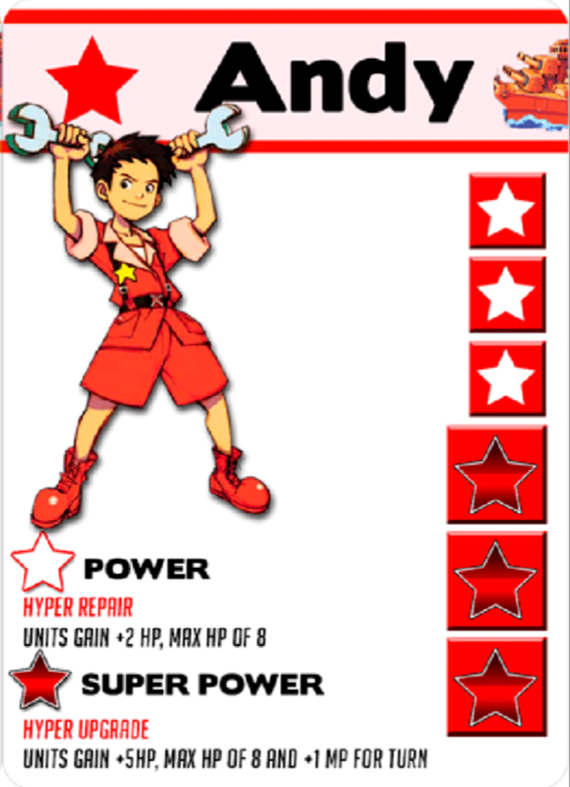 Andy
POWER
HYPER REPAIR
UNITS GAIN +2 HP, MAX HP OF 8
SUPER POWER
HYPER UPGRADE
UNITS GAIN +5HP, MAX HP OF 8 AND +1 MP FOR TURN